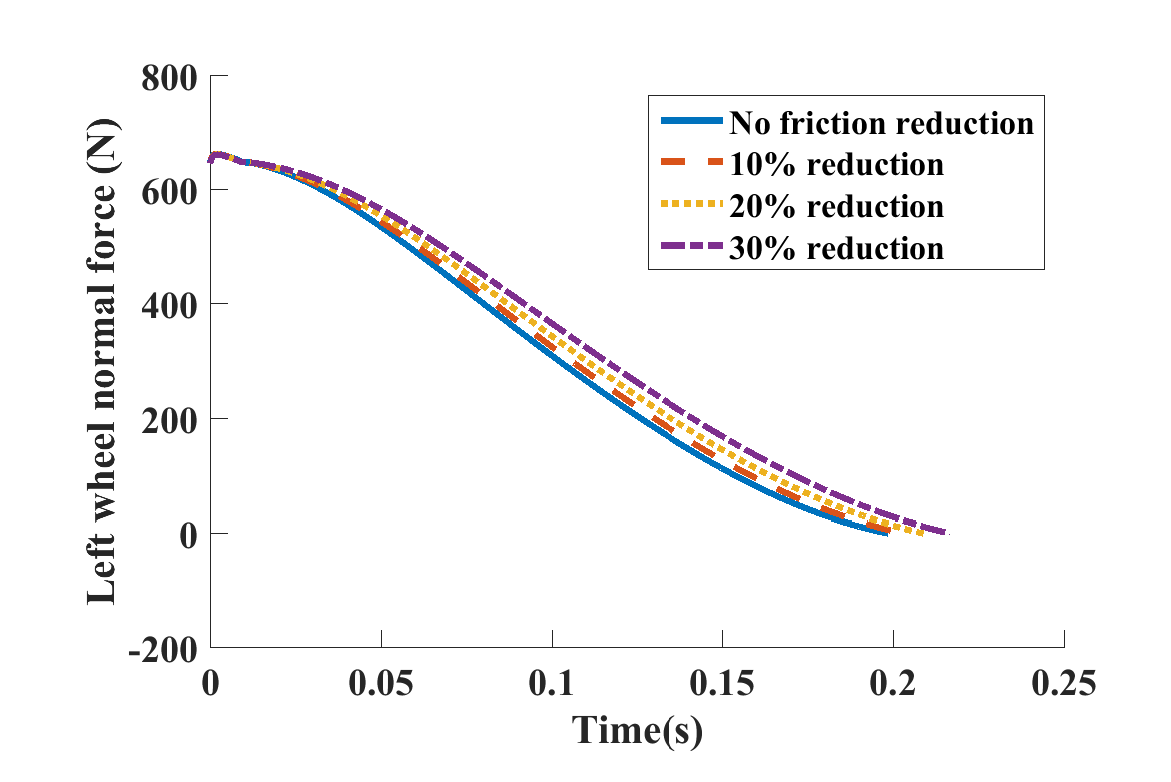 800
600
400
200
0
-200
0 0.05 0.1 0.15 0.2 0.25
Left wheel normal force (N)
Time(s)
No friction reduction
10% reduction
20% reduction
30% reduction